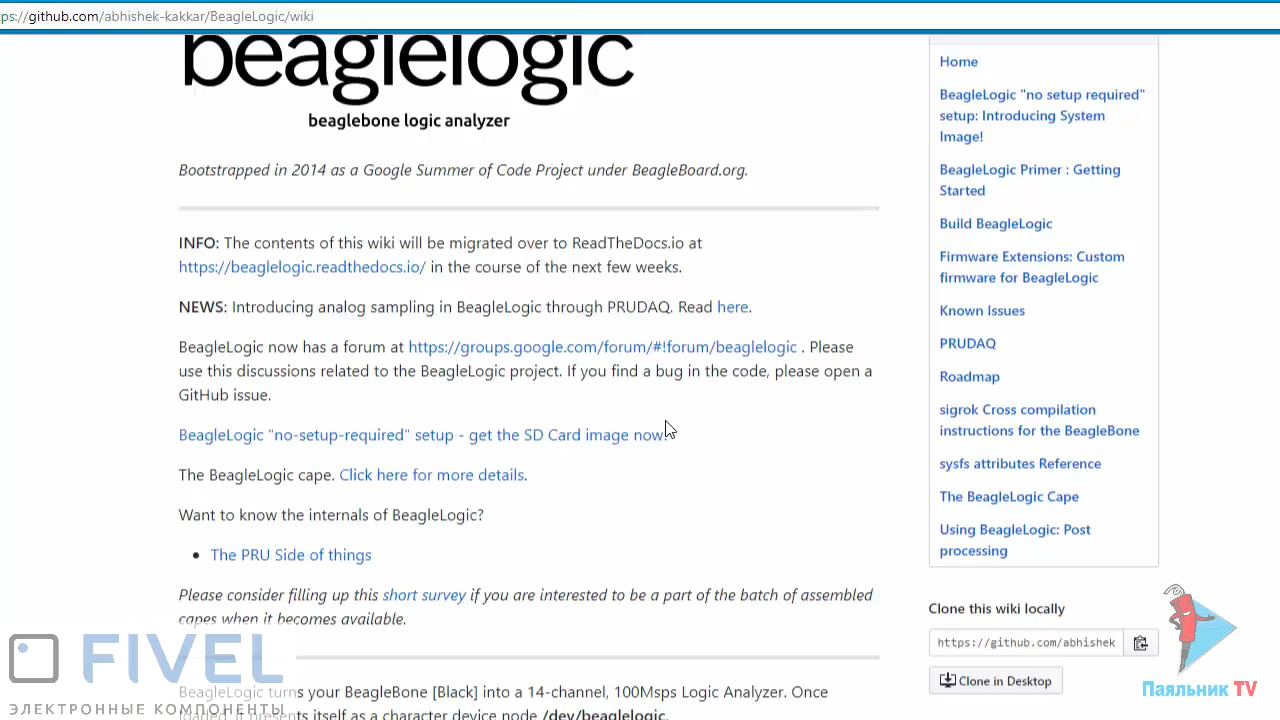 ps://github.com/abhishek-kakkar/BeagleLogic/wiki
beaglelogic
beaglebone logic analyzer
Bootstrapped in 2014 as a Google Summer of Code Project under BeagleBoard.org.
INFO: The contents of this wiki will be migrated over to ReadTheDocs.io at
https://beaglelogic.readthedocs.io/ in the course of the next few weeks.
NEWS: Introducing analog sampling in BeagleLogic through PRUDAQ. Read here.
BeagleLogic now has a forum at https://groups.google.com/forum/#!forum/beaglelogic . Please
use this discussions related to the BeagleLogic project. If you find a bug in the code, please open a
GitHub issue.
BeagleLogic "no-setup-required" setup - get the SD Card image now!
The BeagleLogic cape. Click here for more details.
Want to know the internals of BeagleLogic?
• The PRU Side of things
Please consider filling up this short survey if you are interested to be a part of the batch of assembled
capes when it becomes available.
BeagleLogic turns your BeagleBone [Black] into a 14-channel, 100Msps Logic Analyzer. Once
loaded, it presents itself as a character device node /dev/beaglelogic.
Home
BeagleLogic "no setup required"
setup: Introducing System
Image!
BeagleLogic Primer : Getting
Started
Build BeagleLogic
Firmware Extensions: Custom
firmware for BeagleLogic
Known Issues
PRUDAQ
Roadmap
sigrok Cross compilation
instructions for the BeagleBone
sysfs attributes Reference
The BeagleLogic Cape
Using BeagleLogic: Post
processing
Clone this wiki locally
https://github.com/abhishek
Clone in Desktop
FIVEL
ЭЛЕКТРОННЫЕ КОМПОНЕНТЫ
Паяльник TV